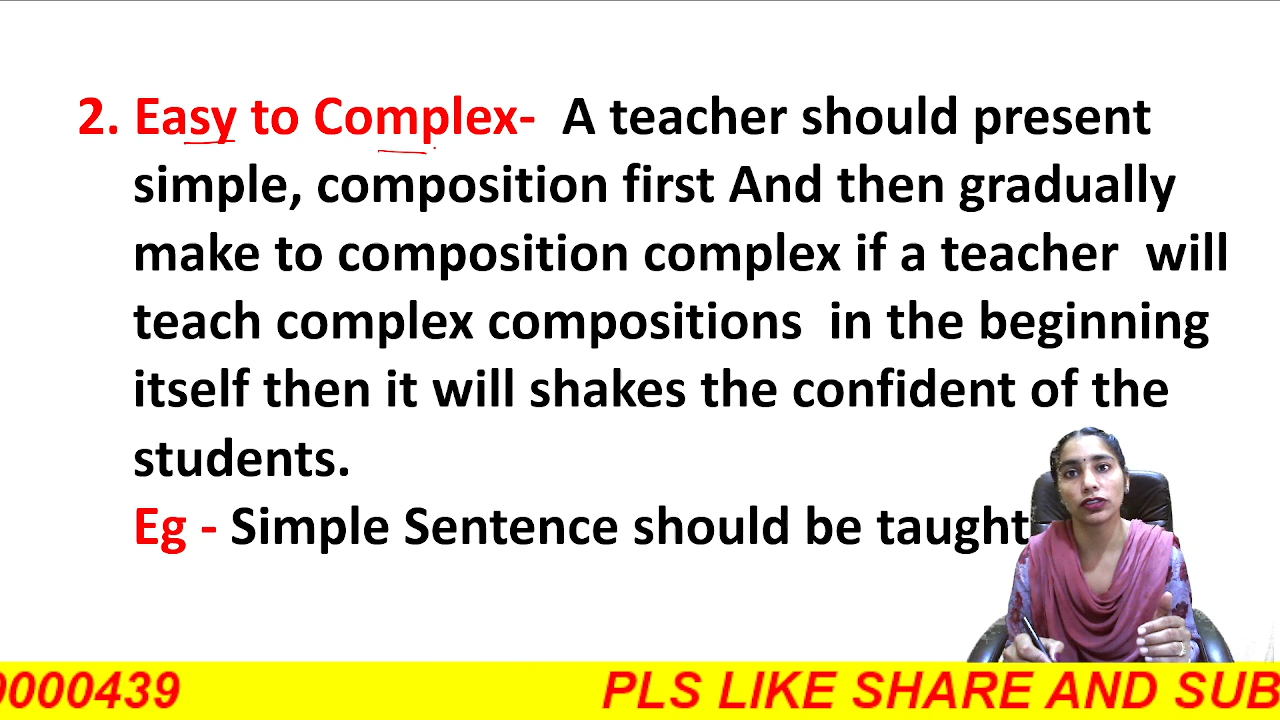 2. Easy to Complex- A teacher should present
simple, composition first And then gradually
make to composition complex if a teacher will
teach complex compositions in the beginning
itself then it will shakes the confident of the
students.
Eg - Simple Sentence should be taught
000439 PLS LIKE SHARE AND SUB